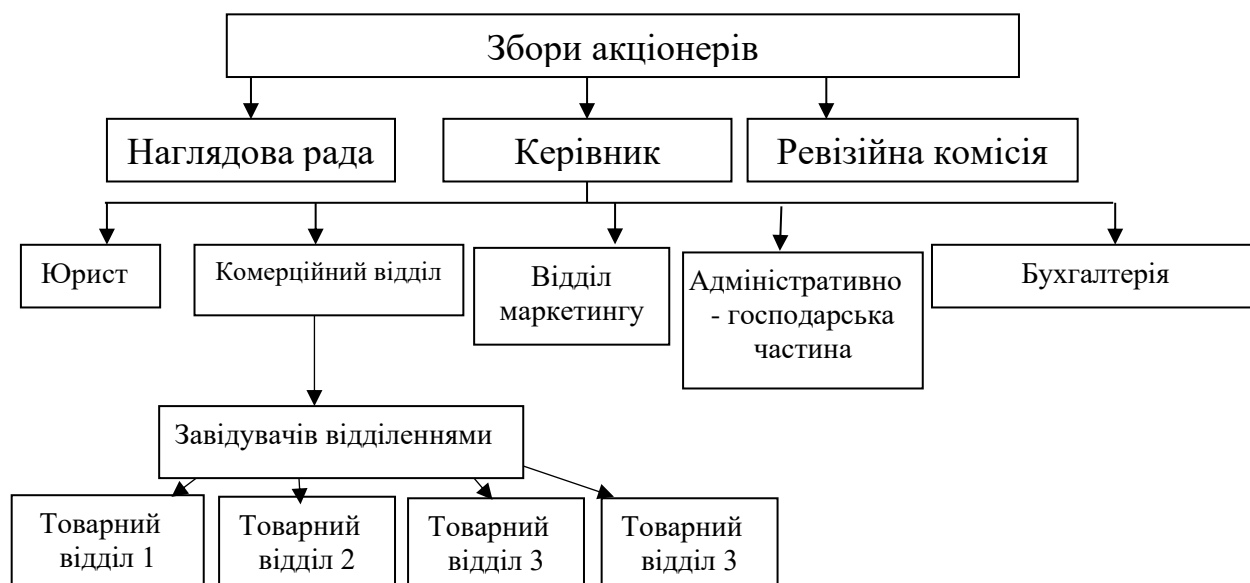 Збори акціонерів
Наглядова рада
Керівник
Ревізійна комісія
Юрист
Комерційний відділ
Відділ
маркетингу
Адміністративно
- господарська
частина
Бухгалтерія
Завідувачів відділеннями
Товарний
відділ 1
Товарний
відділ 2
Товарний
відділ 3
Товарний
відділ 3